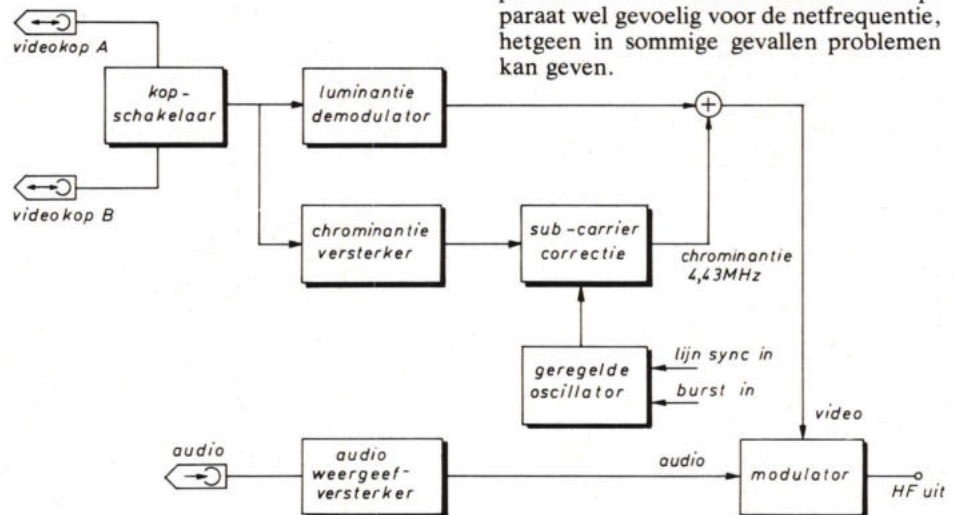 paraat wel gevoelig voor de netfrequentie,
hetgeen in sommige gevallen problemen
kan geven.
videokop A
kop-
schakelaar
luminantie
demodulator
+
videokop B
chrominantie
versterker
sub-carrier
correctie
chrominantie
4,43MHz
geregelde
oscillator
lijn sync in
burst in
video
audio
audio
weergeef-
versterker
audio
modulator
HF uit